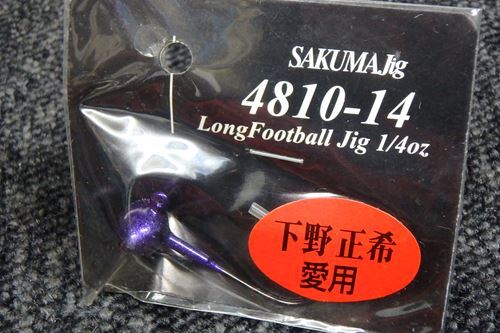 SAKUMAJig
4810-14
LongFootball Jig 1/4oz
下野正希
愛用